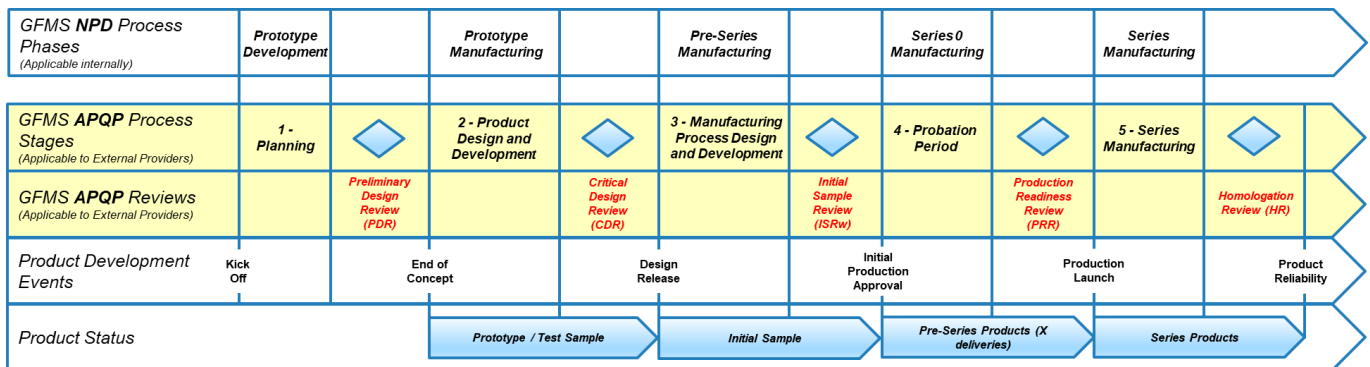 GFMS NPD Process
Phases
(Applicable internally)
Prototype
Development
Prototype
Manufacturing
Pre-Series
Manufacturing
Series 0
Manufacturing
Series
Manufacturing
GFMS APQP Process
Stages
(Applicable to External Providers)
1 -
Planning
2 - Product
Design and
Development
3 - Manufacturing
Process Design
and Development
4 - Probation
Period
5 - Series
Manufacturing
GFMS APQP Reviews
(Applicable to External Providers)
Preliminary
Design
Review
(PDR)
Critical
Design
Review
(CDR)
Initial
Sample
Review
(ISRw)
Production
Readiness
Review
(PRR)
Homologation
Review (HR)
Product Development
Events
Kick
Off
End of
Concept
Design
Release
Initial
Production
Approval
Production
Launch
Product
Reliability
Product Status
Prototype / Test Sample
Initial Sample
Pre-Series Products (X
deliveries)
Series Products